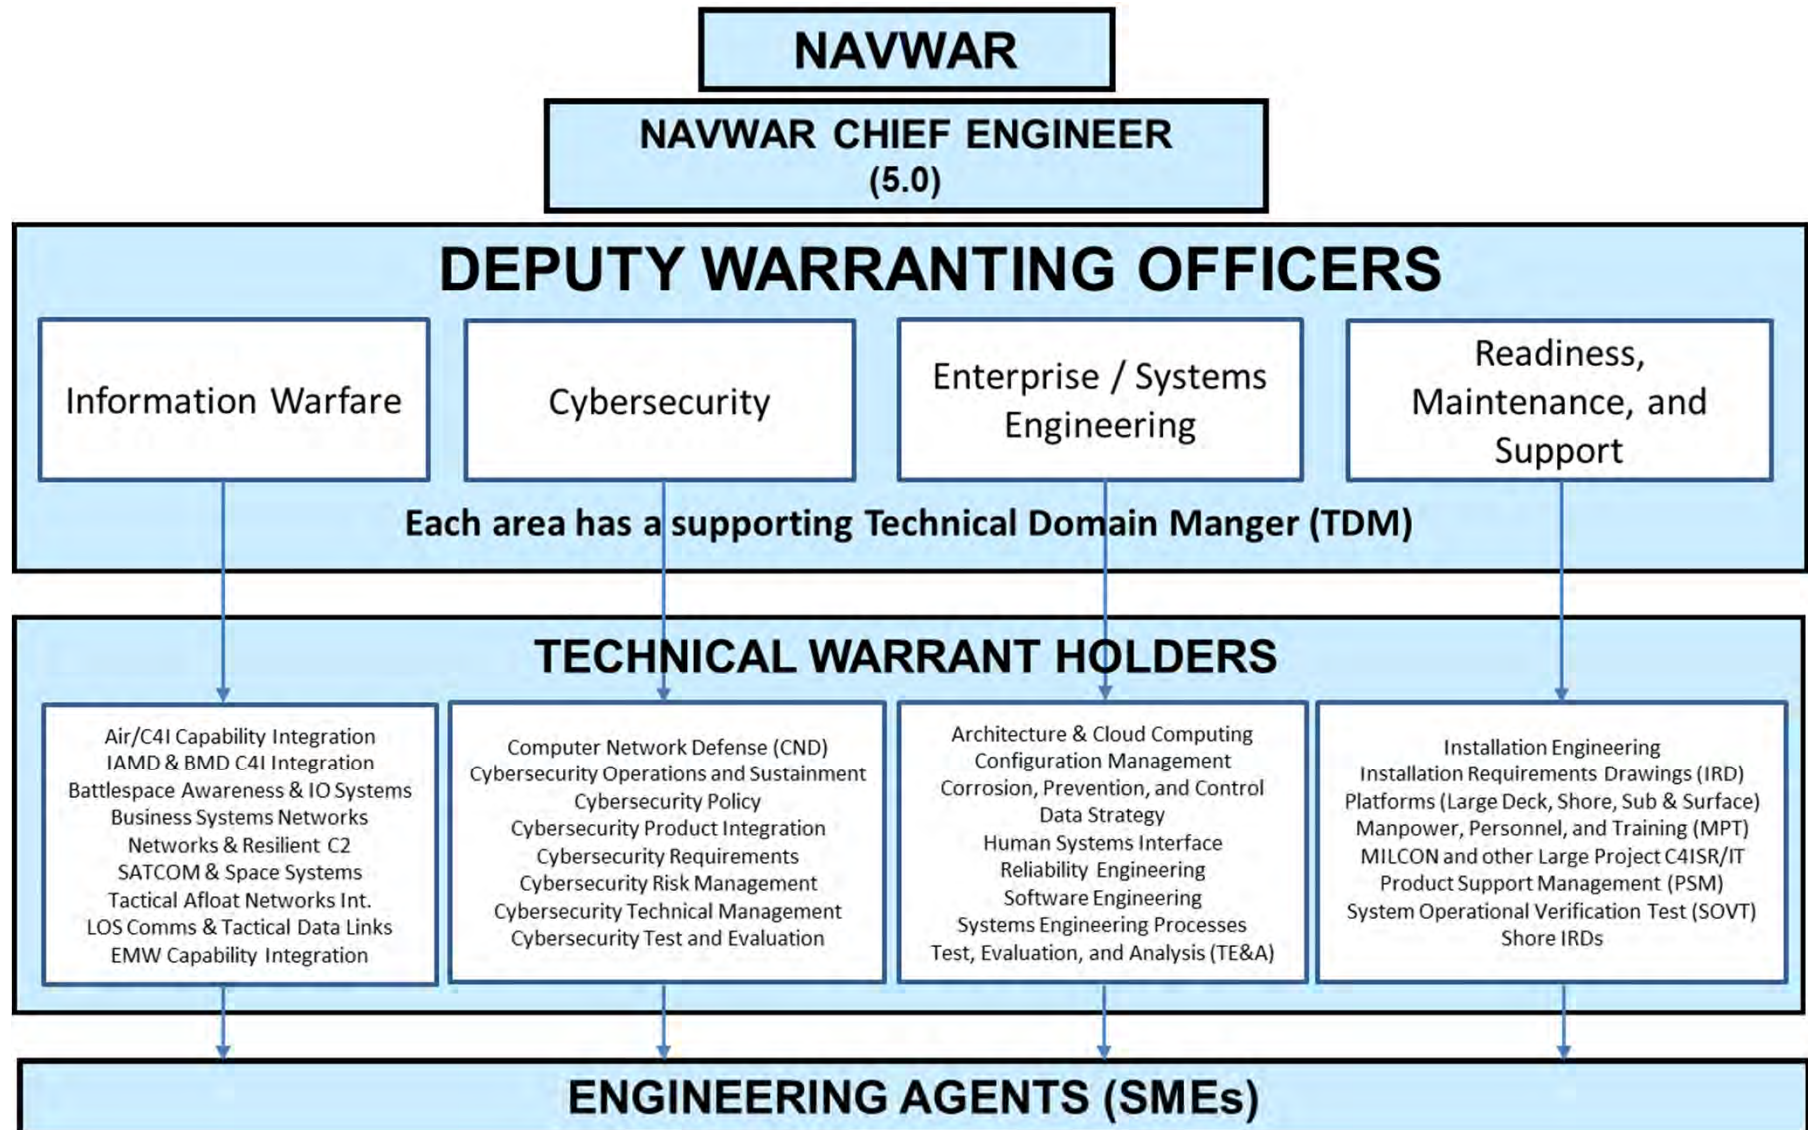 NAVWAR
NAVWAR CHIEF ENGINEER
(5.0)
DEPUTY WARRANTING OFFICERS
Information Warfare
Cybersecurity
Enterprise / Systems
Engineering
Readiness,
Maintenance, and
Support
Each area has a supporting Technical Domain Manger (TDM)
TECHNICAL WARRANT HOLDERS
Air/C4I Capability Integration
IAMD & BMD C4I Integration
Battlespace Awareness & IO Systems
Business Systems Networks
Networks & Resilient C2
SATCOM & Space Systems
Tactical Afloat Networks Int.
LOS Comms & Tactical Data Links
EMW Capability Integration
Computer Network Defense (CND)
Cybersecurity Operations and Sustainment
Cybersecurity Policy
Cybersecurity Product Integration
Cybersecurity Requirements
Cybersecurity Risk Management
Cybersecurity Technical Management
Cybersecurity Test and Evaluation
Architecture & Cloud Computing
Configuration Management
Corrosion, Prevention, and Control
Data Strategy
Human Systems Interface
Reliability Engineering
Software Engineering
Systems Engineering Processes
Test, Evaluation, and Analysis (TE&A)
Installation Engineering
Installation Requirements Drawings (IRD)
Platforms (Large Deck, Shore, Sub & Surface)
Manpower, Personnel, and Training (MPT)
MILCON and other Large Project C4ISR/IT
Product Support Management (PSM)
System Operational Verification Test (SOVT)
Shore IRDs
ENGINEERING AGENTS (SMEs)